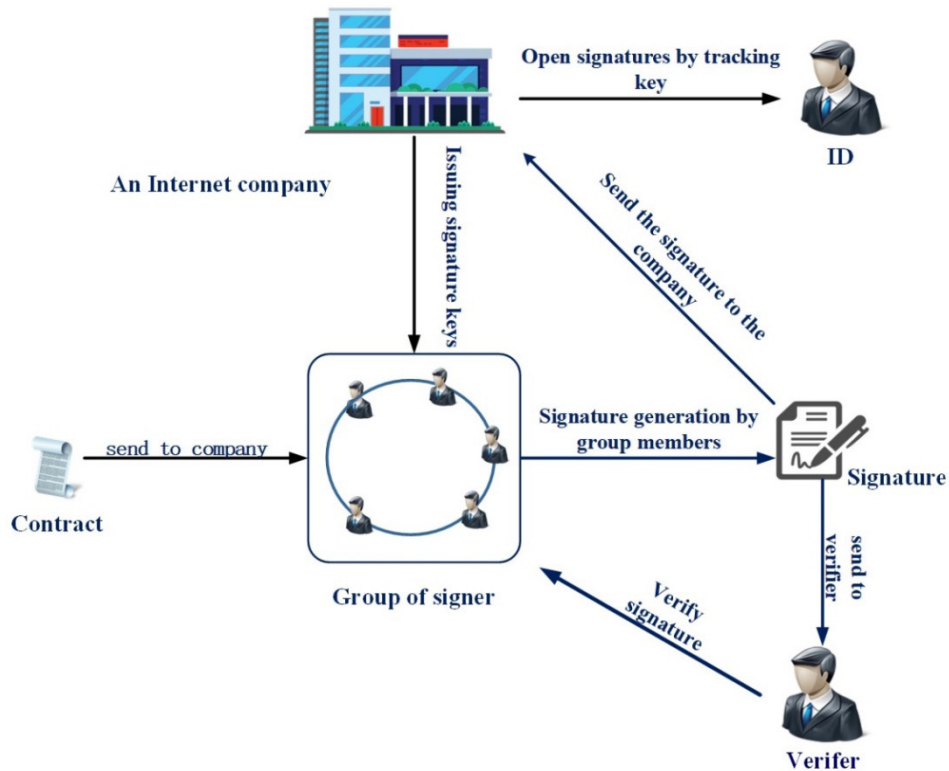 Open signatures by tracking
key
ID
An Internet company
Issuing signature keys
Send the signature to the
company
Signature generation by
group members
send to company
Contract
Signature
Group of signer
send to
verifier
Verify
signature
Verifer